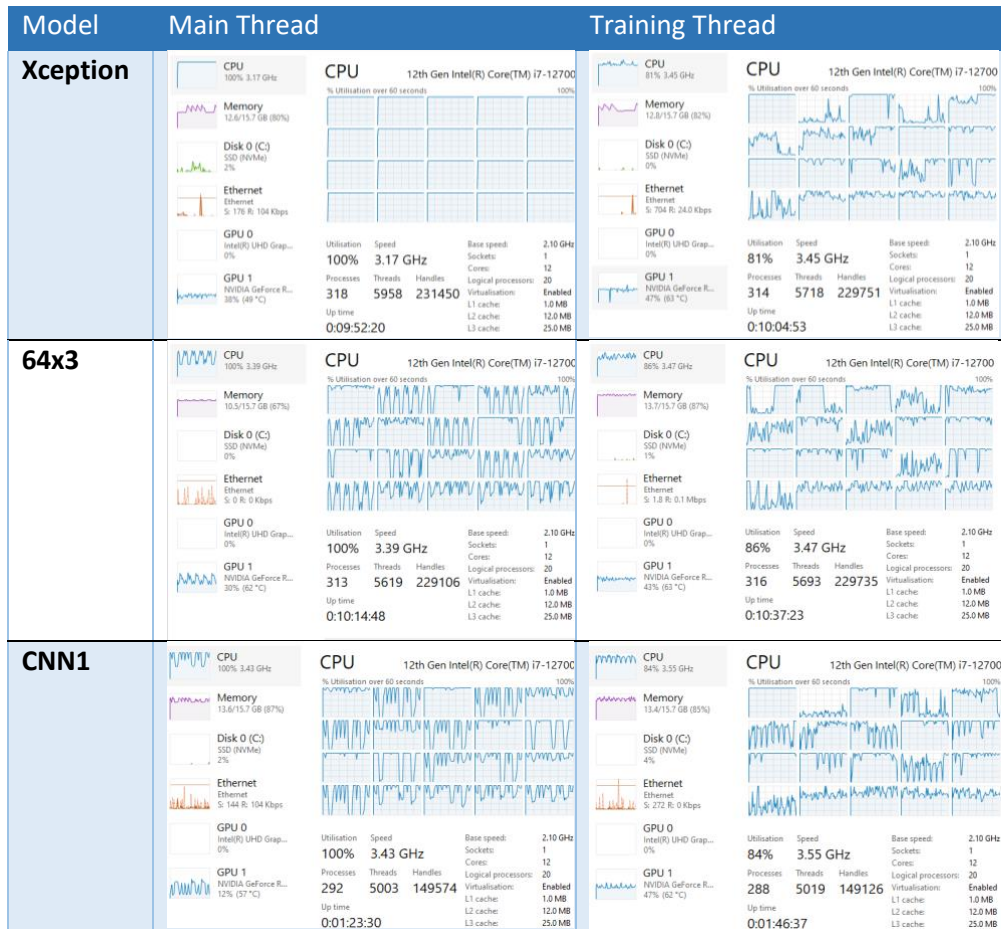 Model Main Thread Training Thread
Xception
CPU
100% 3.17 GHz
Memory
12.6/15.7 GB (80%)
Disk 0 (C:)
SSD (NVMe)
2%
Ethernet
Ethernet
S: 176 R: 104 Kbps
GPU 0
Intel(R) UHD Grap...
0%
GPU 1
NVIDIA GeForce R...
38% (49 °C)
CPU 12th Gen Intel(R) Core(TM) i7-12700
% Utilisation over 60 seconds 100%
Utilisation Speed Base speed: 2.10 GHz
100% 3.17 GHz Sockets: 1
Cores: 12
Processes Threads Handles Logical processors: 20
318 5958 231450 Virtualisation: Enabled
L1 cache: 1.0 MB
Up time L2 cache: 12.0 MB
0:09:52:20 L3 cache: 25.0 MB
CPU
81% 3.45 GHz
Memory
12.8/15.7 GB (82%)
Disk 0 (C:)
SSD (NVMe)
0%
Ethernet
Ethernet
S: 704 R: 24.0 Kbps
GPU 0
Intel(R) UHD Grap...
0%
GPU 1
NVIDIA GeForce R...
47% (63 °C)
CPU 12th Gen Intel(R) Core(TM) i7-12700
% Utilisation over 60 seconds 100%
Utilisation Speed Base speed: 2.10 GHz
81% 3.45 GHz Sockets: 1
Cores: 12
Processes Threads Handles Logical processors: 20
314 5718 229751 Virtualisation: Enabled
L1 cache: 1.0 MB
Up time L2 cache: 12.0 MB
0:10:04:53 L3 cache: 25.0 MB
64x3
CPU
100% 3.39 GHz
Memory
10.5/15.7 GB (67%)
Disk 0 (C:)
SSD (NVMe)
0%
Ethernet
Ethernet
S: 0 R: 0 Kbps
GPU 0
Intel(R) UHD Grap...
0%
GPU 1
NVIDIA GeForce R...
30% (62 °C)
CPU 12th Gen Intel(R) Core(TM) i7-12700
% Utilisation over 60 seconds 100%
Utilisation Speed Base speed: 2.10 GHz
100% 3.39 GHz Sockets: 1
Cores: 12
Processes Threads Handles Logical processors: 20
313 5619 229106 Virtualisation: Enabled
L1 cache: 1.0 MB
Up time L2 cache: 12.0 MB
0:10:14:48 L3 cache: 25.0 MB
CPU
86% 3.47 GHz
Memory
13.7/15.7 GB (87%)
Disk 0 (C:)
SSD (NVMe)
1%
Ethernet
Ethernet
S: 1.8 R: 0.1 Mbps
GPU 0
Intel(R) UHD Grap...
0%
GPU 1
NVIDIA GeForce R...
43% (63 °C)
CPU 12th Gen Intel(R) Core(TM) i7-12700
% Utilisation over 60 seconds 100%
Utilisation Speed Base speed: 2.10 GHz
86% 3.47 GHz Sockets: 1
Cores: 12
Processes Threads Handles Logical processors: 20
316 5693 229735 Virtualisation: Enabled
L1 cache: 1.0 MB
Up time L2 cache: 12.0 MB
0:10:37:23 L3 cache: 25.0 MB
CNN1
CPU
100% 3.43 GHz
Memory
13.6/15.7 GB (87%)
Disk 0 (C:)
SSD (NVMe)
2%
Ethernet
Ethernet
S: 144 R: 104 Kbps
GPU 0
Intel(R) UHD Grap...
0%
GPU 1
NVIDIA GeForce R...
12% (57 °C)
CPU 12th Gen Intel(R) Core(TM) i7-12700
% Utilisation over 60 seconds 100%
Utilisation Speed Base speed: 2.10 GHz
100% 3.43 GHz Sockets: 1
Cores: 12
Processes Threads Handles Logical processors: 20
292 5003 149574 Virtualisation: Enabled
L1 cache: 1.0 MB
Up time L2 cache: 12.0 MB
0:01:23:30 L3 cache: 25.0 MB
CPU
84% 3.55 GHz
Memory
13.4/15.7 GB (85%)
Disk 0 (C:)
SSD (NVMe)
4%
Ethernet
Ethernet
S: 272 R: 0 Kbps
GPU 0
Intel(R) UHD Grap...
0%
GPU 1
NVIDIA GeForce R...
47% (62 °C)
CPU 12th Gen Intel(R) Core(TM) i7-12700
% Utilisation over 60 seconds 100%
Utilisation Speed Base speed: 2.10 GHz
84% 3.55 GHz Sockets: 1
Cores: 12
Processes Threads Handles Logical processors: 20
288 5019 149126 Virtualisation: Enabled
L1 cache: 1.0 MB
Up time L2 cache: 12.0 MB
0:01:46:37 L3 cache: 25.0 MB